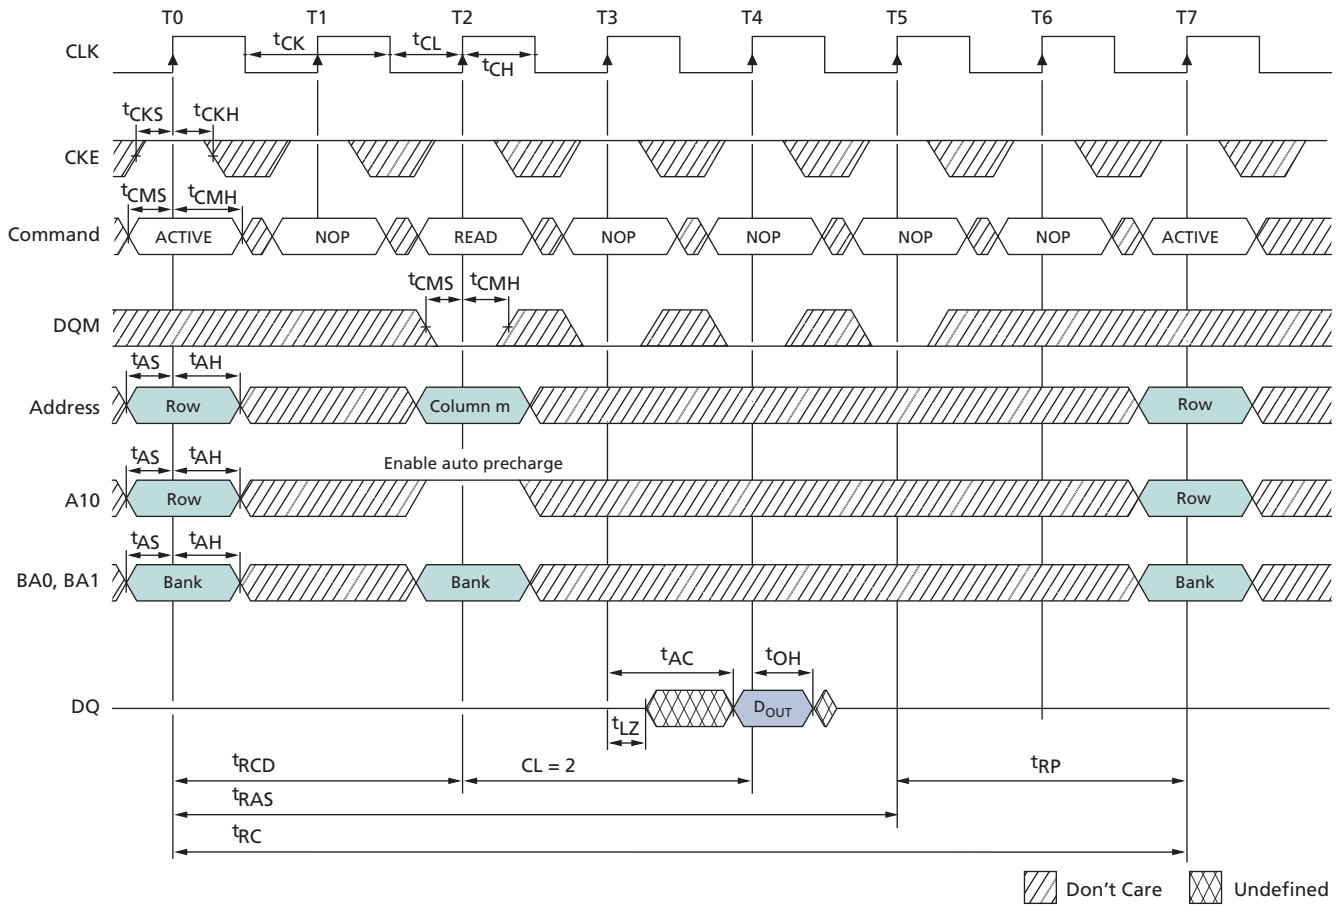 T0 T1 T2 T3 T4 T5 T6 T7
CLK
tCK tCL
tCH
tCKS tCKH
CKE
tCMS tCMH
Command ACTIVE NOP READ NOP NOP NOP NOP ACTIVE
tCMS tCMH
DQM
tAS tAH
Address Row Column m Row
tAS tAH
Enable auto precharge
A10 Row Row
tAS tAH
BA0, BA1 Bank Bank Bank
tAC tOH
DQ DOUT
tLZ
tRCD CL = 2 tRP
tRAS
tRC
Don't Care Undefined